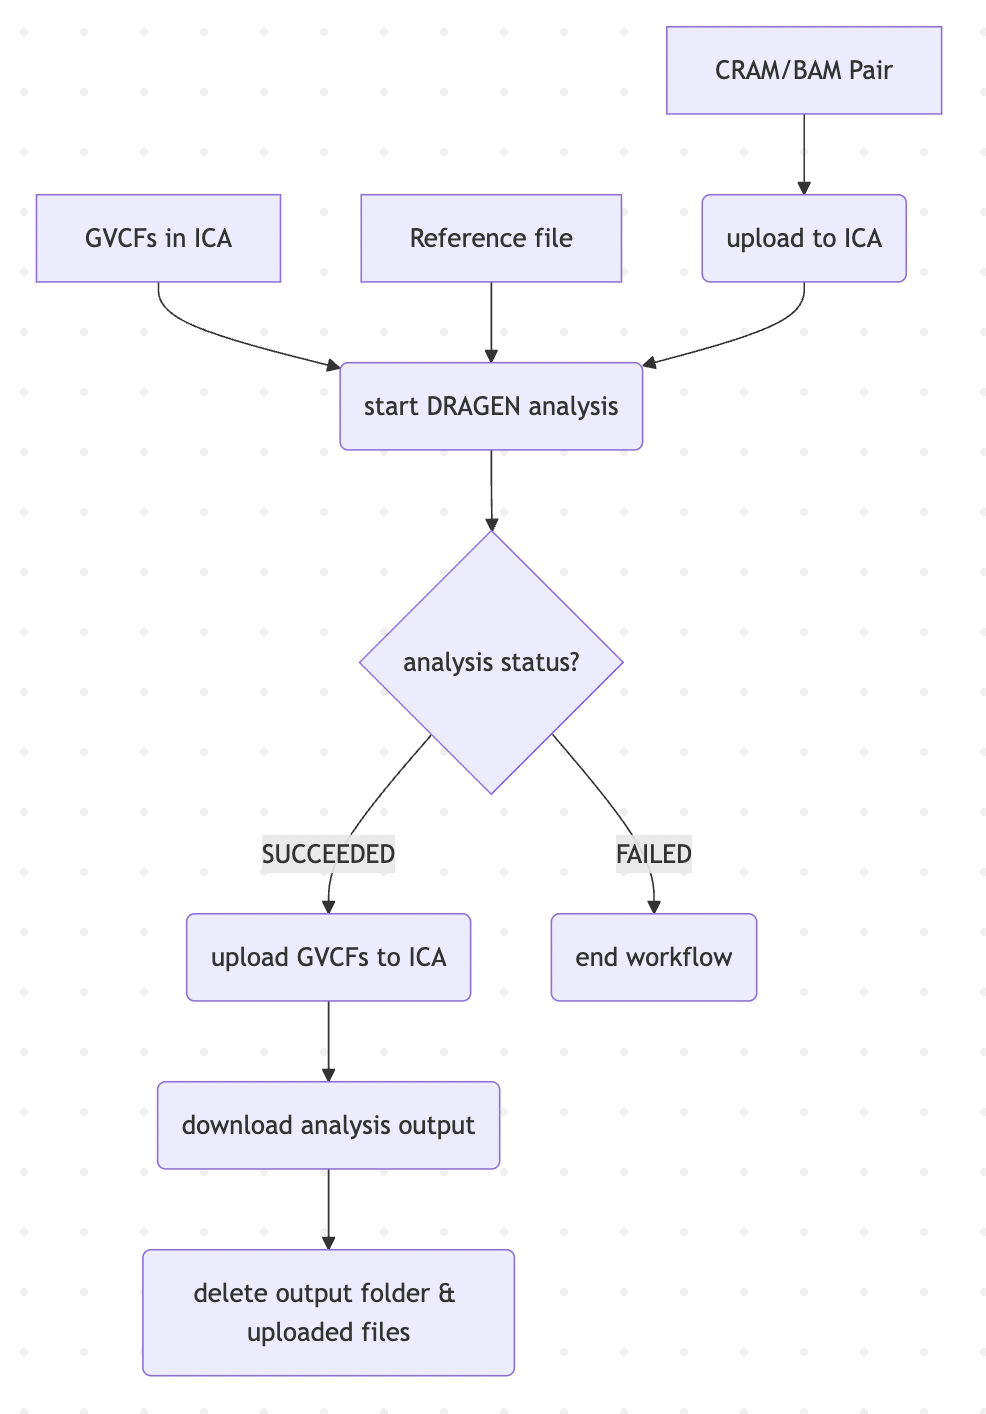 CRAM/BAM Pair
GVCFs in ICA
Reference file
upload to ICA
start DRAGEN analysis
analysis status?
SUCCEEDED
FAILED
upload GVCFs to ICA
end workflow
download analysis output
delete output folder &
uploaded files